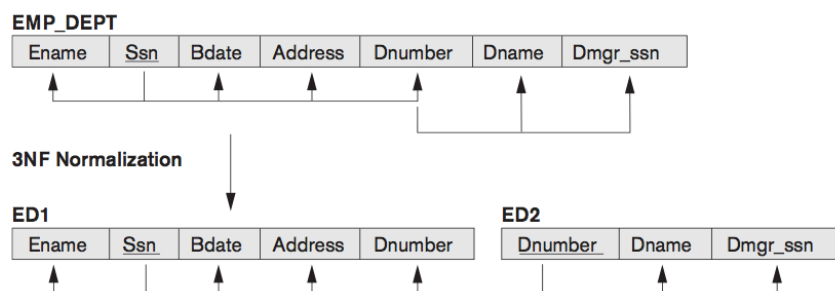 EMP_DEPT
Ename Ssn Bdate Address Dnumber Dname Dmgr_ssn
3NF Normalization
ED1 ED2
Ename Ssn Bdate Address Dnumber Dnumber Dname Dmgr_ssn